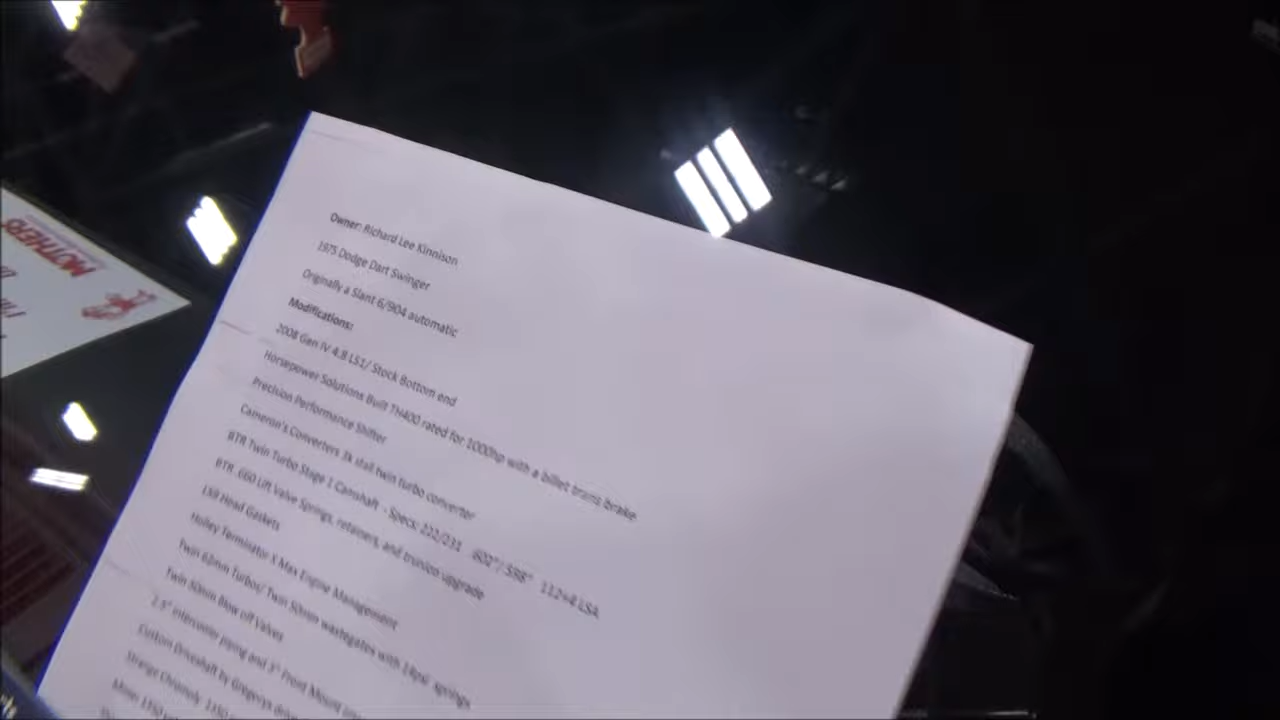 Owner: Richard Lee Kinnison
1975 Dodge Dart Swinger
Originally a Slant 6/904 automatic
Modifications:
2008 Gen IV 4.8 LS1/ Stock Bottom end
Horsepower Solutions Built TH400 rated for 1000hp with a billet trans brake
Precision Performance Shifter
Cameron's Converters 3k stall twin turbo converter
BTR Twin Turbo Stage 1 Camshaft - Specs: 222/231 .602"/ .598" 112+4 LSA
BTR .660 Lift Valve Springs, retainers, and trunion upgrade
LS9 Head Gaskets
Holley Terminator X Max Engine Management
Twin 62mm Turbos/ Twin 50mm wastegates with 14psi springs
Twin 50mm Blow off Valves
2.5" intercooler piping and 3" Front Mount
Custom Driveshaft by Gregorys
Strange Chromoly 1350
MOTHERS